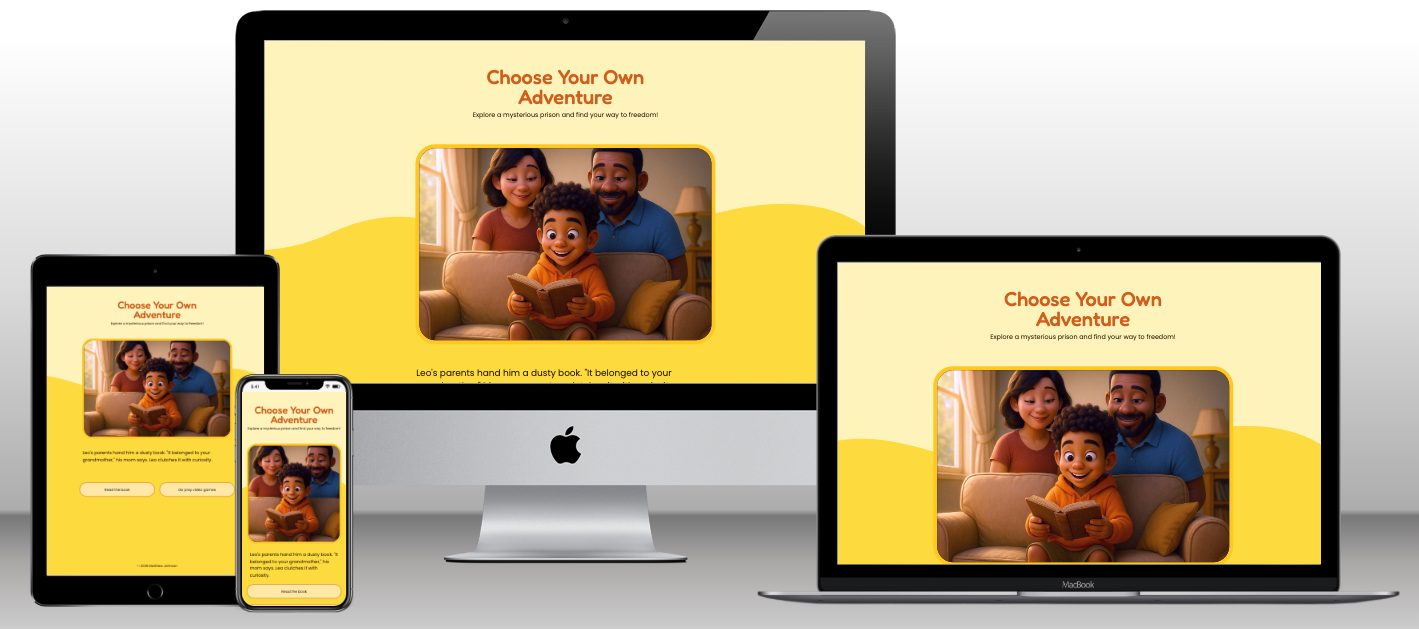 Choose Your Own
Adventure
Explore a mysterious prison and find your way to freedom!
Leo's parents hand him a dusty book. "It belonged to your
Choose Your Own
Adventure
Explore a mysterious prison and find your way to freedom!
Leo's parents hand him a dusty book. "It belonged to your
grandmother," his mom says. Leo clutches it with curiosity.
Read the book
Go play video games
9:41
Choose Your Own
Adventure
Explore a mysterious prison and find your way to freedom!
Leo's parents hand him a dusty book. "It
belonged to your grandmother," his
mom says. Leo clutches it with
curiosity.
Read the book
Choose Your Own
Adventure
Explore a mysterious prison and find your way to freedom!
MacBook